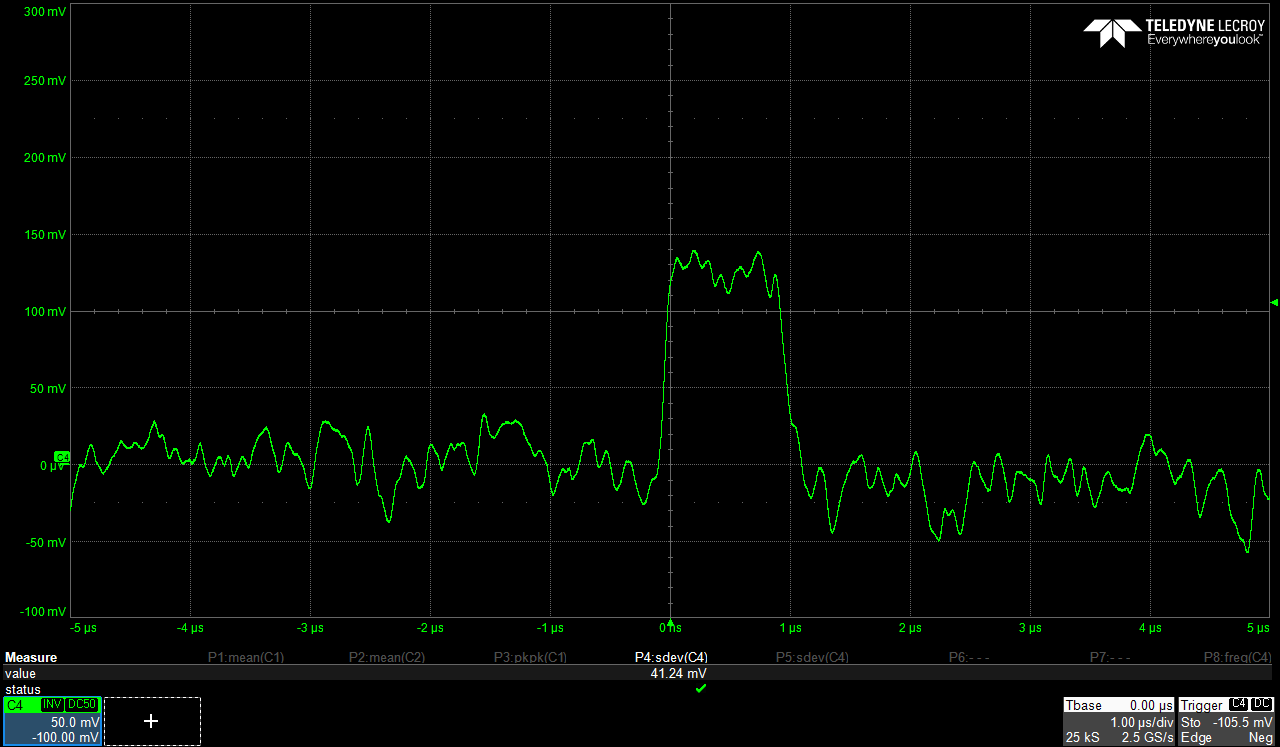 300 mV
TELEDYNE LECROY
Everywhereyoulook™
250 mV
200 mV
150 mV
100 mV
50 mV
C4
0 µV
-50 mV
-100 mV
-5 µs -4 µs -3 µs -2 µs -1 µs 0 ns 1 µs 2 µs 3 µs 4 µs 5 µs
Measure P1:mean(C1) P2:mean(C2) P3:pkpk(C1) P4:sdev(C4) P5:sdev(C4) P6:- - - P7:- - - P8:freq(C4)
value 41.24 mV
status ✓
C4 INV DC50
50.0 mV
-100.00 mV
+
Tbase 0.00 µs
1.00 µs/div
25 kS 2.5 GS/s
Trigger C4 DC
Sto -105.5 mV
Edge Neg